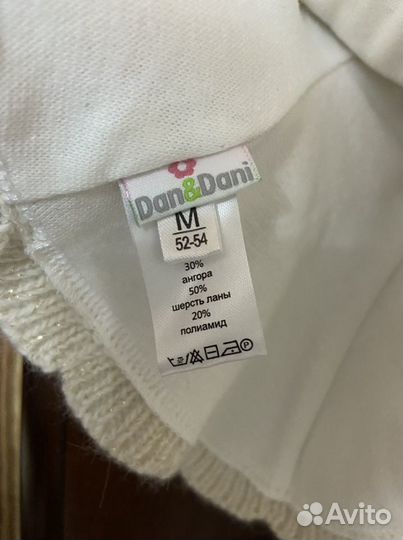 Dan&Dani
M
52-54
30%
ангора
50%
шерсть ланы
20%
полиамид
P
Avito